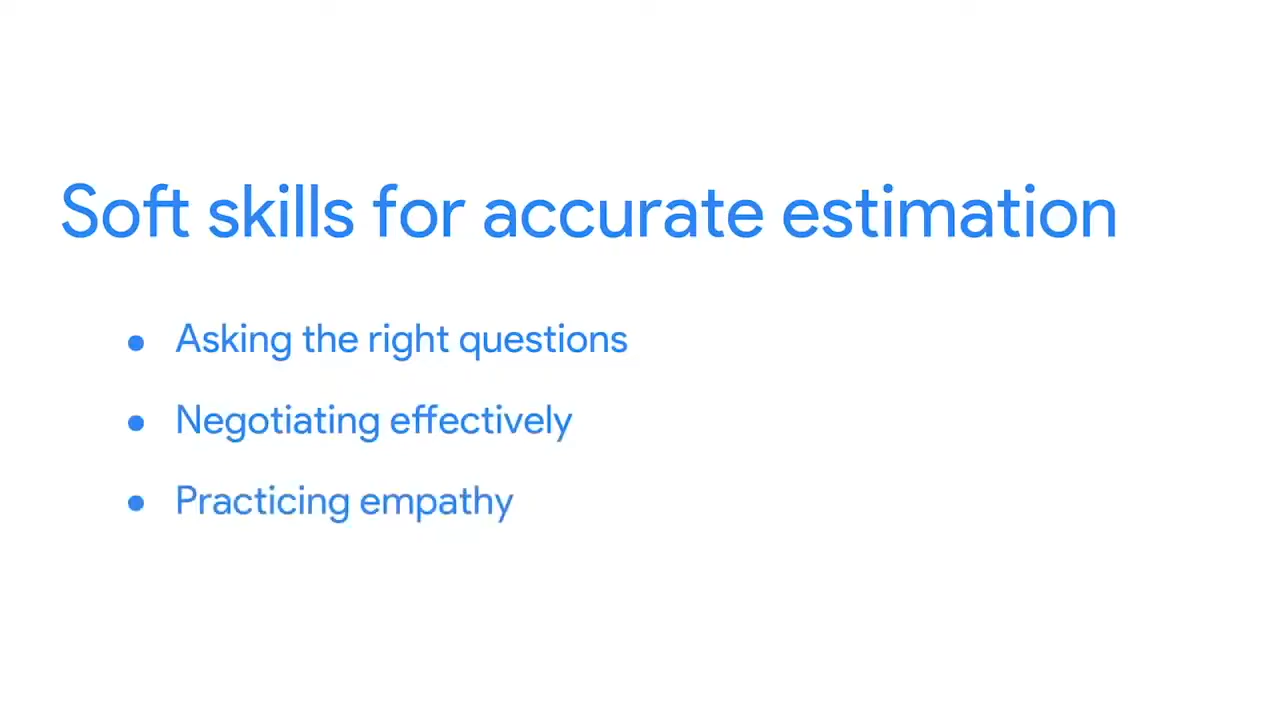 Soft skills for accurate estimation
● Asking the right questions
● Negotiating effectively
● Practicing empathy